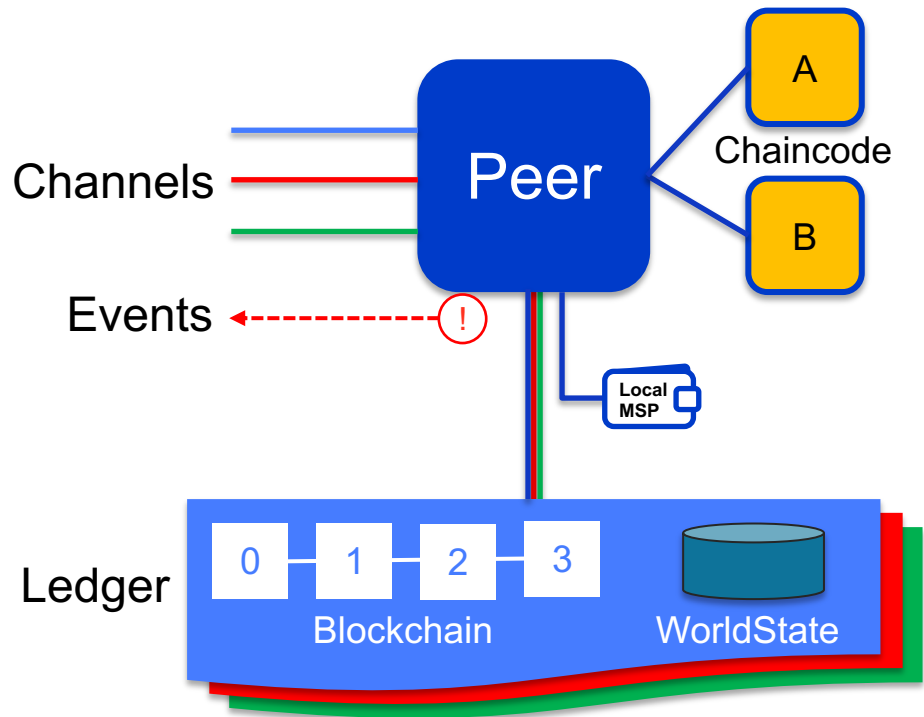 A
Chaincode
B
Peer
Channels
Events
!
Local
MSP
Ledger
0
1
2
3
Blockchain
WorldState